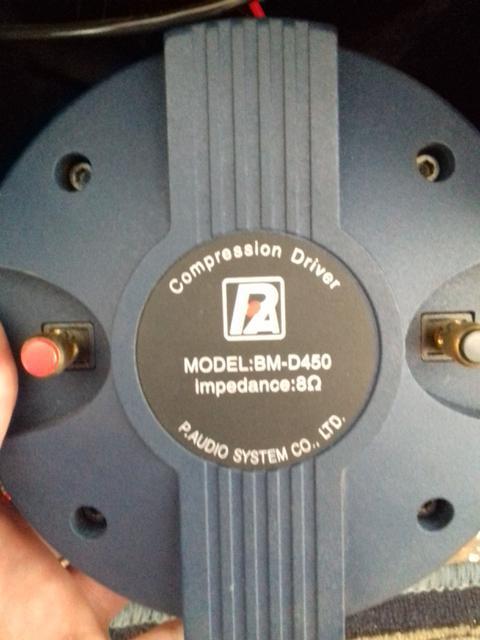 Compression Driver
PA
MODEL:BM-D450
impedance:8Ω
P.AUDIO SYSTEM CO., LTD.